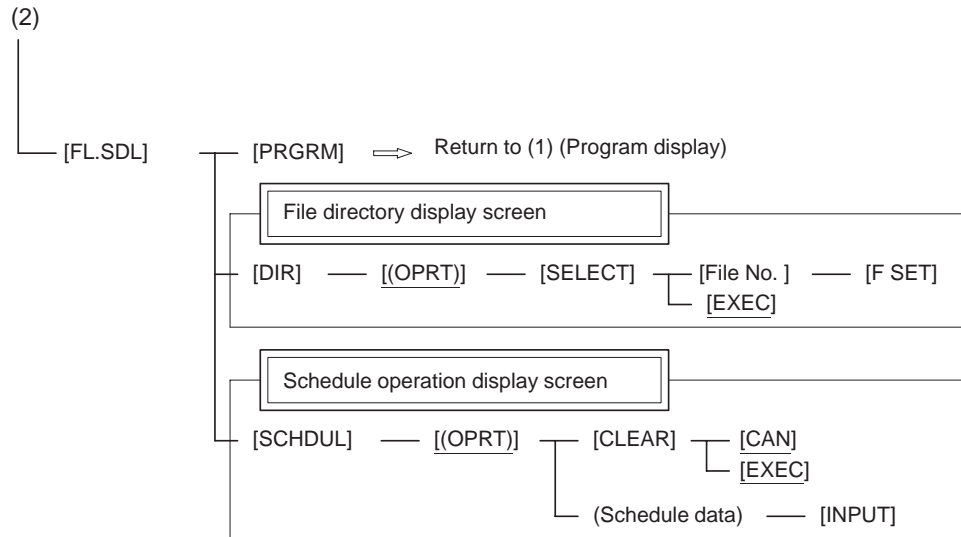 (2)
[FL.SDL] [PRGRM] Return to (1) (Program display)
File directory display screen
[DIR] [(OPRT)] [SELECT] [File No. ] [F SET]
[EXEC]
Schedule operation display screen
[SCHDUL] [(OPRT)] [CLEAR] [CAN]
[EXEC]
(Schedule data) [INPUT]